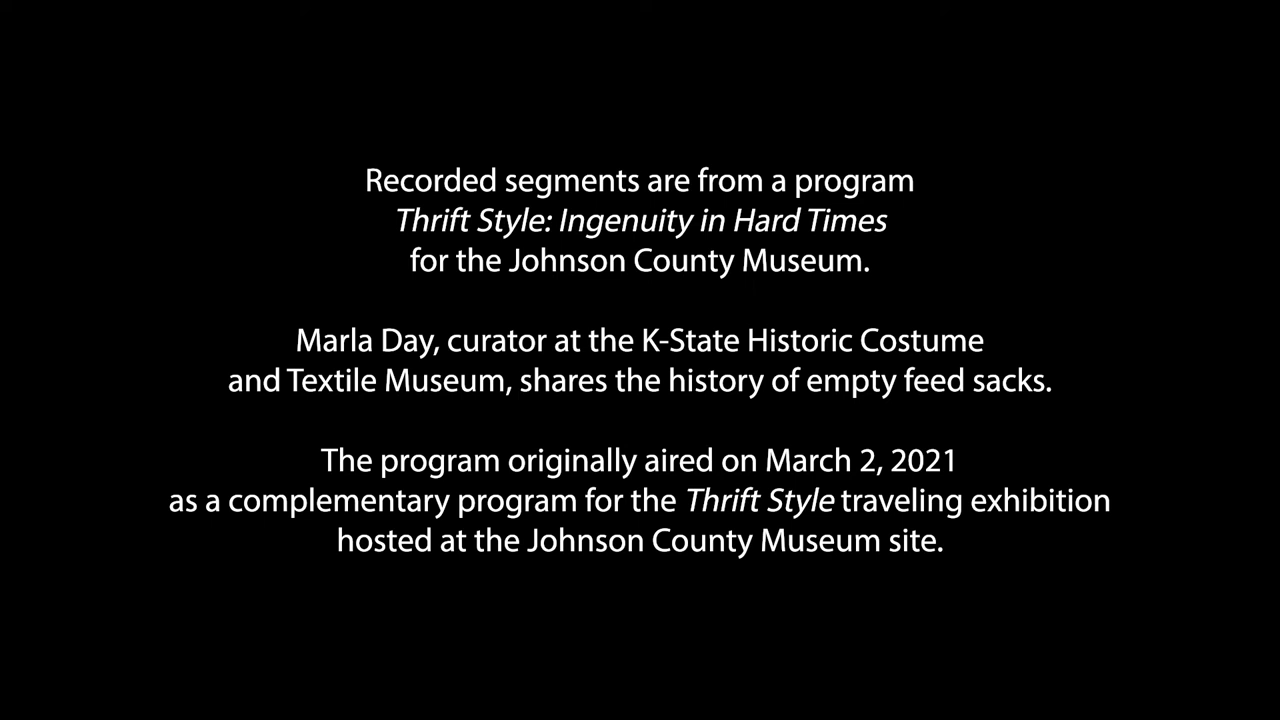 Recorded segments are from a program
Thrift Style: Ingenuity in Hard Times
for the Johnson County Museum.
Marla Day, curator at the K-State Historic Costume
and Textile Museum, shares the history of empty feed sacks.
The program originally aired on March 2, 2021
as a complementary program for the Thrift Style traveling exhibition
hosted at the Johnson County Museum site.